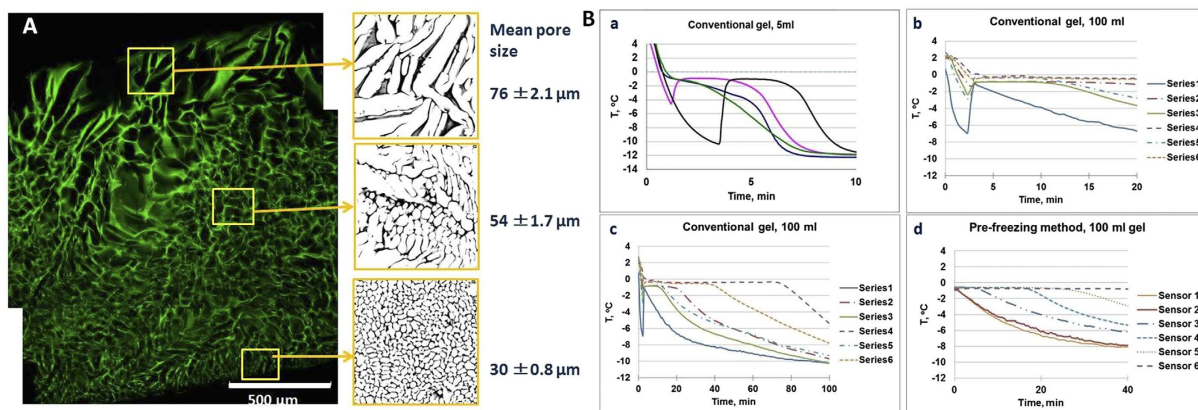 A
500 μm
Mean pore
size
76 ±2.1 μm
54 ±1.7 μm
30 ±0.8 μm
B
a
Conventional gel, 5ml
T, ºC
4
2
0
-2
-4
-6
-8
-10
-12
-14
0
5
10
Time, min
b
Conventional gel, 100 ml
T, ºC
4
2
0
-2
-4
-6
-8
-10
-12
0
5
10
15
20
Time, min
Series1
Series2
Series3
Series4
Series5
Series6
c
Conventional gel, 100 ml
T, ºC
4
2
0
-2
-4
-6
-8
-10
-12
0
20
40
60
80
100
Time, min
Series1
Series2
Series3
Series4
Series5
Series6
d
Pre-freezing method, 100 ml gel
T, ºC
4
2
0
-2
-4
-6
-8
-10
-12
0
20
40
Time, min
Sensor 1
Sensor 2
Sensor 3
Sensor 4
Sensor 5
Sensor 6